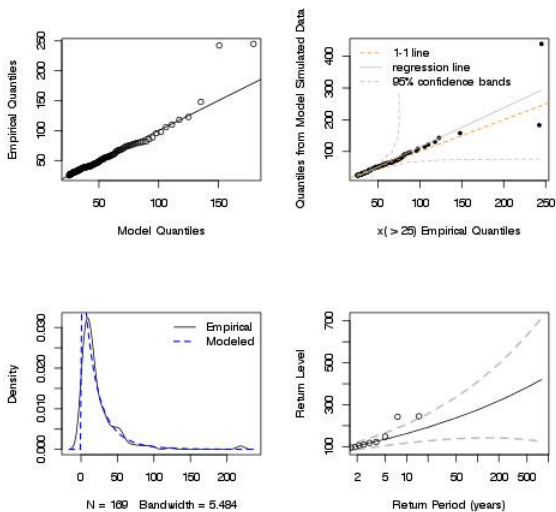 Empirical Quantiles
50 100 150 200 250
50 100 150
Model Quantiles
Quantiles from Model Simulated Data
100 200 300 400
1-1 line
regression line
95% confidence bands
50 100 150 200 250
x( > 25) Empirical Quantiles
Density
0.000 0.010 0.020 0.030
Empirical
Modeled
0 50 100 150 200
N = 169 Bandwidth = 5.484
Return Level
100 300 500 700
2 5 10 20 50 100 200 500
Return Period (years)